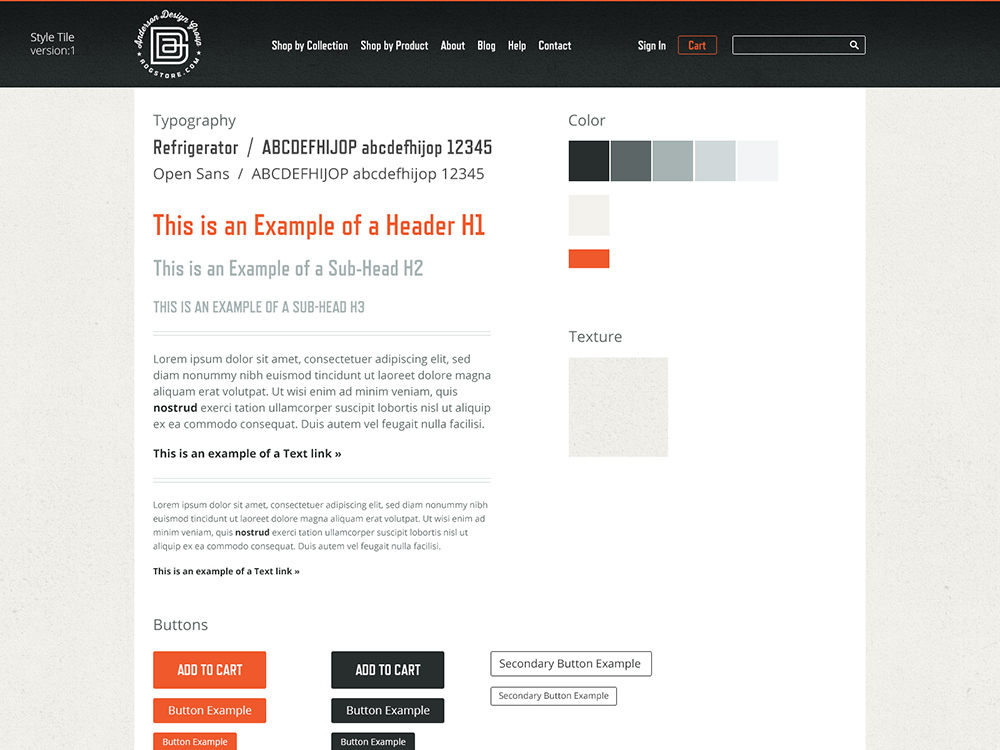 Style Tile
version:1
Anderson Design Group
ADGSTORE.COM
Shop by Collection Shop by Product About Blog Help Contact Sign In Cart
Typography
Refrigerator / ABCDEFHIJOP abcdefhijop 12345
Open Sans / ABCDEFHIJOP abcdefhijop 12345
This is an Example of a Header H1
This is an Example of a Sub-Head H2
THIS IS AN EXAMPLE OF A SUB-HEAD H3
Lorem ipsum dolor sit amet, consectetuer adipiscing elit, sed
diam nonummy nibh euismod tincidunt ut laoreet dolore magna
aliquam erat volutpat. Ut wisi enim ad minim veniam, quis
nostrud exerci tation ullamcorper suscipit lobortis nisl ut aliquip
ex ea commodo consequat. Duis autem vel feugait nulla facilisi.
This is an example of a Text link »
Lorem ipsum dolor sit amet, consectetuer adipiscing elit, sed diam nonummy nibh
euismod tincidunt ut laoreet dolore magna aliquam erat volutpat. Ut wisi enim ad
minim veniam, quis nostrud exerci tation ullamcorper suscipit lobortis nisl ut
aliquip ex ea commodo consequat. Duis autem vel feugait nulla facilisi.
This is an example of a Text link »
Color
Texture
Buttons
ADD TO CART ADD TO CART Secondary Button Example
Button Example Button Example Secondary Button Example
Button Example Button Example